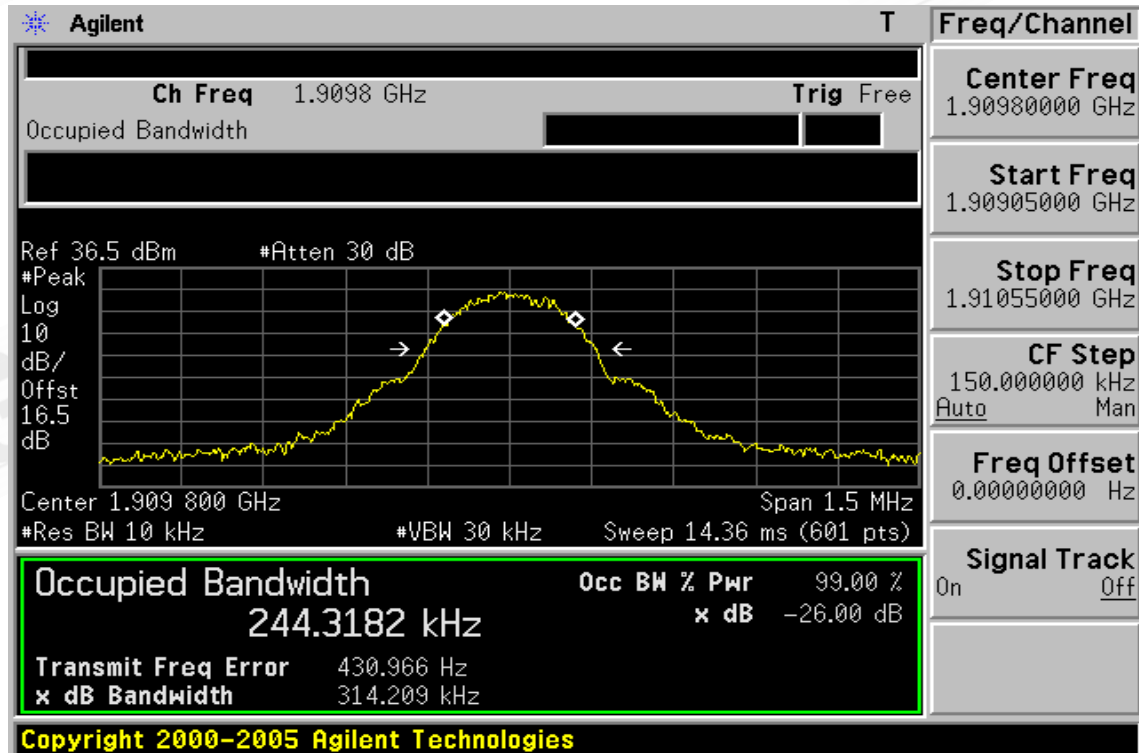 Agilent T
Ch Freq 1.9098 GHz Trig Free
Occupied Bandwidth
Ref 36.5 dBm #Atten 30 dB
#Peak
Log
10
dB/
Offst
16.5
dB
Center 1.909 800 GHz Span 1.5 MHz
#Res BW 10 kHz #VBW 30 kHz Sweep 14.36 ms (601 pts)
Occupied Bandwidth
244.3182 kHz
Occ BW % Pwr 99.00 %
x dB -26.00 dB
Transmit Freq Error 430.966 Hz
x dB Bandwidth 314.209 kHz
Copyright 2000-2005 Agilent Technologies
Freq/Channel
Center Freq
1.90980000 GHz
Start Freq
1.90905000 GHz
Stop Freq
1.91055000 GHz
CF Step
150.000000 kHz
Auto Man
Freq Offset
0.00000000 Hz
Signal Track
On Off